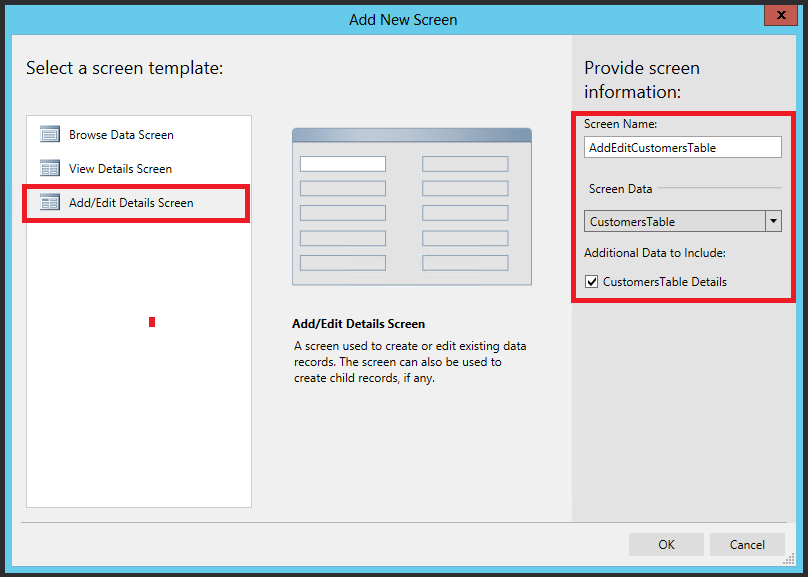 Add New Screen
x
Select a screen template:
Browse Data Screen
View Details Screen
Add/Edit Details Screen
Add/Edit Details Screen
A screen used to create or edit existing data
records. The screen can also be used to
create child records, if any.
Provide screen
information:
Screen Name:
AddEditCustomersTable
Screen Data
CustomersTable
Additional Data to Include:
CustomersTable Details
OK
Cancel